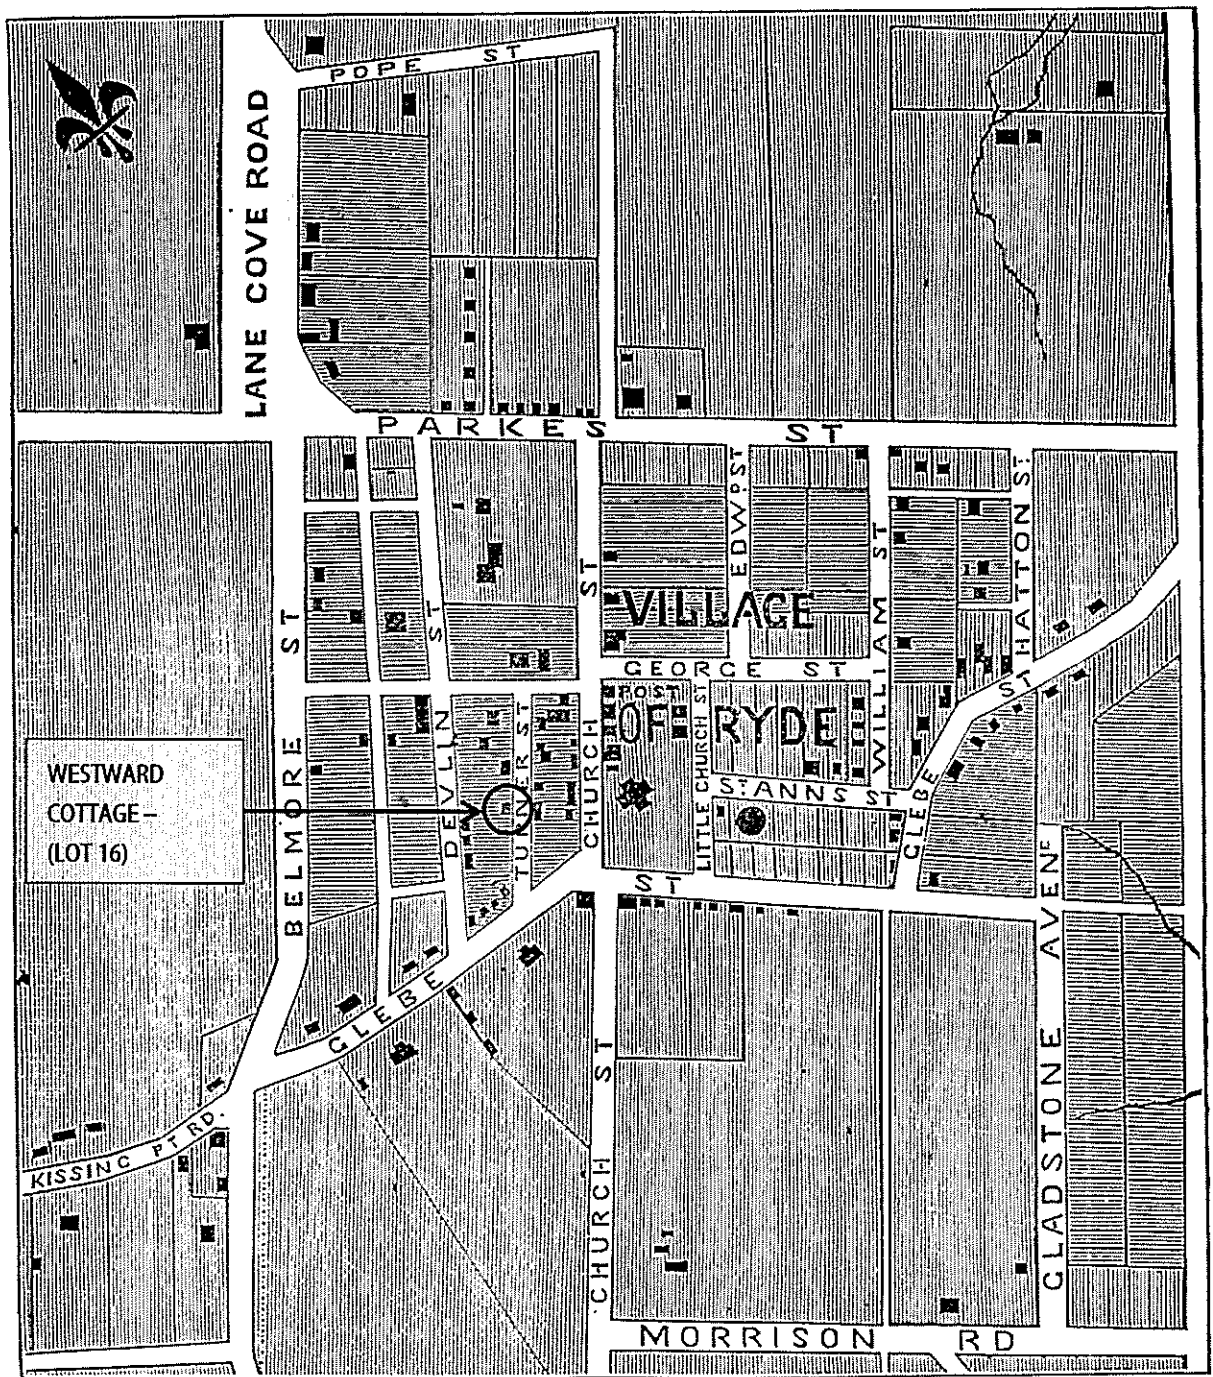 POPE ST
LANE COVE ROAD
PARKES ST
EDWD. ST
HATTON ST.
WILLIAM ST
ST
VILLAGE
GEORGE ST
BELMORE ST
DEVLIN ST
TURNER ST
CHURCH ST
POST
OF RYDE
LITTLE CHURCH ST
ST. ANNS ST
GLEBE ST
WESTWARD
COTTAGE –
(LOT 16)
GLEBE ST
GLADSTONE AVENE
CHURCH ST
KISSING PT RD.
MORRISON RD